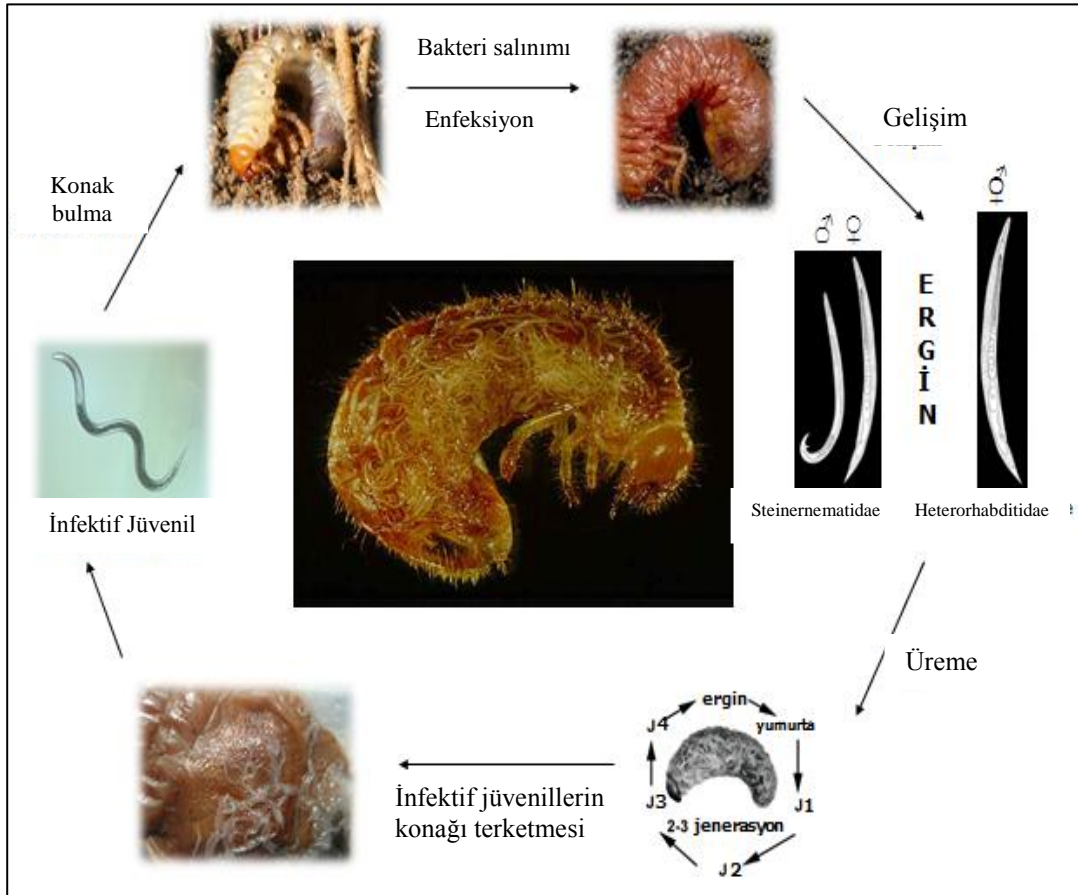 Bakteri salınımı
Enfeksiyon
Gelişim
Konak
bulma
♂ ♀
⚥
E
R
G
İ
N
İnfektif Jüvenil
Steinernematidae
Heterorhabditidae
Üreme
ergin
yumurta
J1
J2
J3
J4
2-3 jenerasyon
İnfektif jüvenillerin
konağı terketmesi